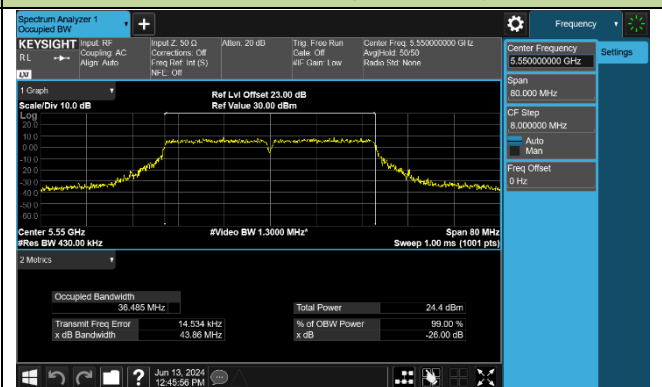 Spectrum Analyzer 1
Occupied BW
+
Frequency
KEYSIGHT
RL
Input: RF
Coupling: AC
Align: Auto
Input Z: 50 Ω
Corrections: Off
Freq Ref: Int (S)
NFE: Off
Atten: 20 dB
Trig: Free Run
Gate: Off
#IF Gain: Low
Center Freq: 5.550000000 GHz
Avg|Hold: 50/50
Radio Std: None
LXI
Center Frequency
5.550000000 GHz
Settings
Span
80.000 MHz
CF Step
8.000000 MHz
Auto
Man
Freq Offset
0 Hz
1 Graph
Scale/Div 10.0 dB
Ref Lvl Offset 23.00 dB
Ref Value 30.00 dBm
Log
20.0
10.0
0.00
-10.0
-20.0
-30.0
-40.0
-50.0
-60.0
Center 5.55 GHz
#Res BW 430.00 kHz
#Video BW 1.3000 MHz*
Span 80 MHz
Sweep 1.00 ms (1001 pts)
2 Metrics
Occupied Bandwidth
36.485 MHz
Total Power 24.4 dBm
Transmit Freq Error 14.534 kHz
% of OBW Power 99.00 %
x dB Bandwidth 43.86 MHz
x dB -26.00 dB
?
Jun 13, 2024
12:45:56 PM